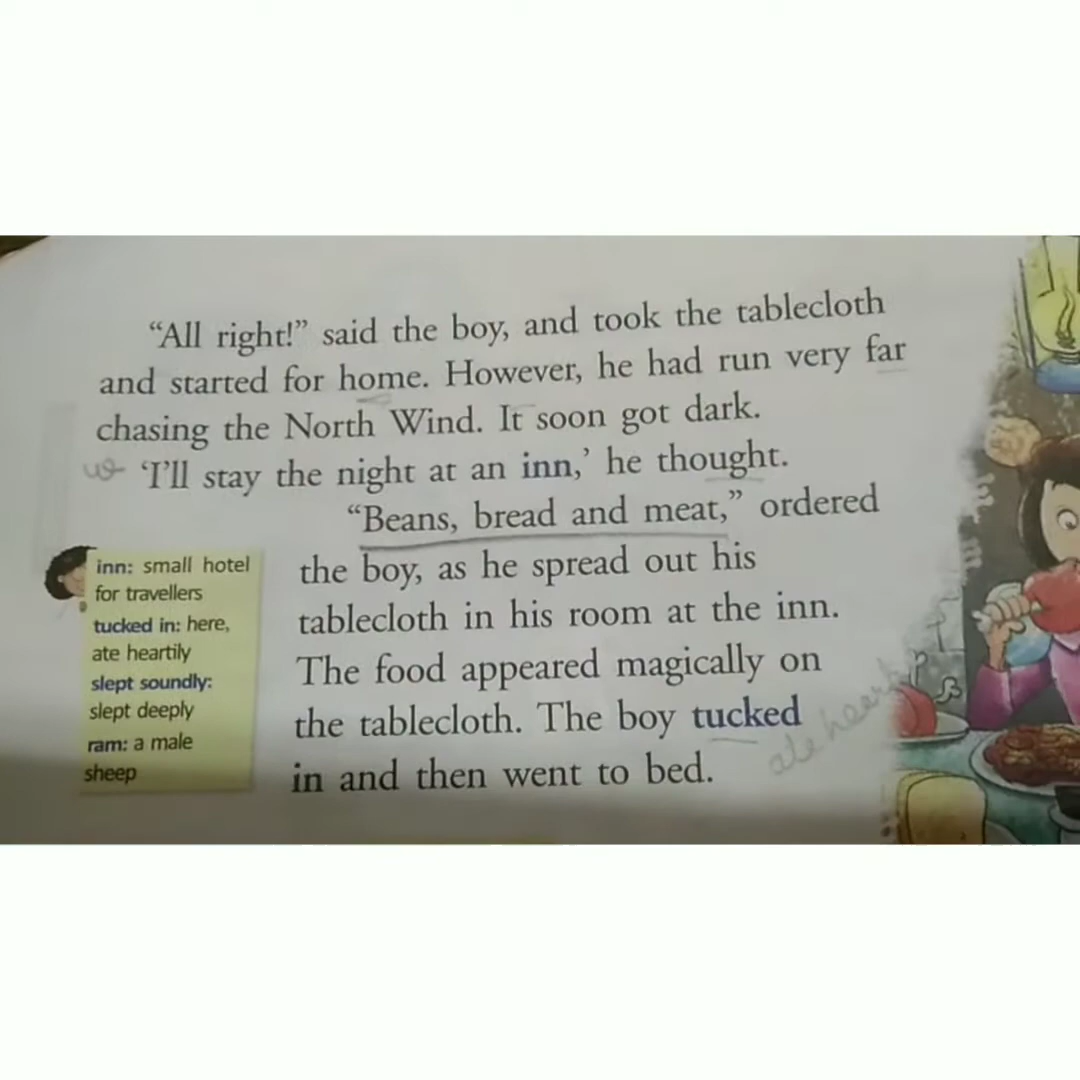 “All right!” said the boy, and took the tablecloth
and started for home. However, he had run very far
chasing the North Wind. It soon got dark.
‘I’ll stay the night at an inn,’ he thought.
“Beans, bread and meat,” ordered
the boy, as he spread out his
tablecloth in his room at the inn.
The food appeared magically on
the tablecloth. The boy tucked
in and then went to bed.
ate heartily
inn: small hotel
for travellers
tucked in: here,
ate heartily
slept soundly:
slept deeply
ram: a male
sheep